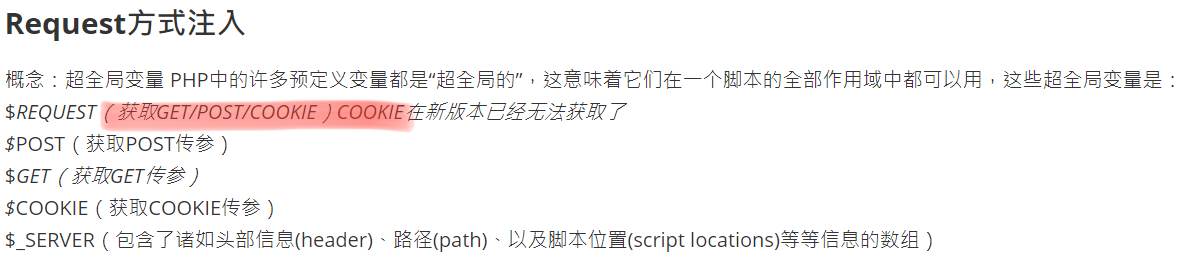 Request方式注入
概念：超全局变量 PHP中的许多预定义变量都是“超全局的”，这意味着它们在一个脚本的全部作用域中都可以用，这些超全局变量是：
$REQUEST（获取GET/POST/COOKIE）COOKIE在新版本已经无法获取了
$POST（获取POST传参）
$GET（获取GET传参）
$COOKIE（获取COOKIE传参）
$_SERVER（包含了诸如头部信息(header)、路径(path)、以及脚本位置(script locations)等等信息的数组）